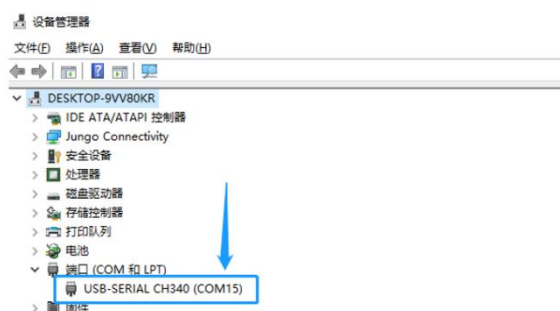 设备管理器
文件(F) 操作(A) 查看(V) 帮助(H)
DESKTOP-9VV80KR
IDE ATA/ATAPI 控制器
Jungo Connectivity
安全设备
处理器
磁盘驱动器
存储控制器
打印队列
电池
端口 (COM 和 LPT)
USB-SERIAL CH340 (COM15)
固件